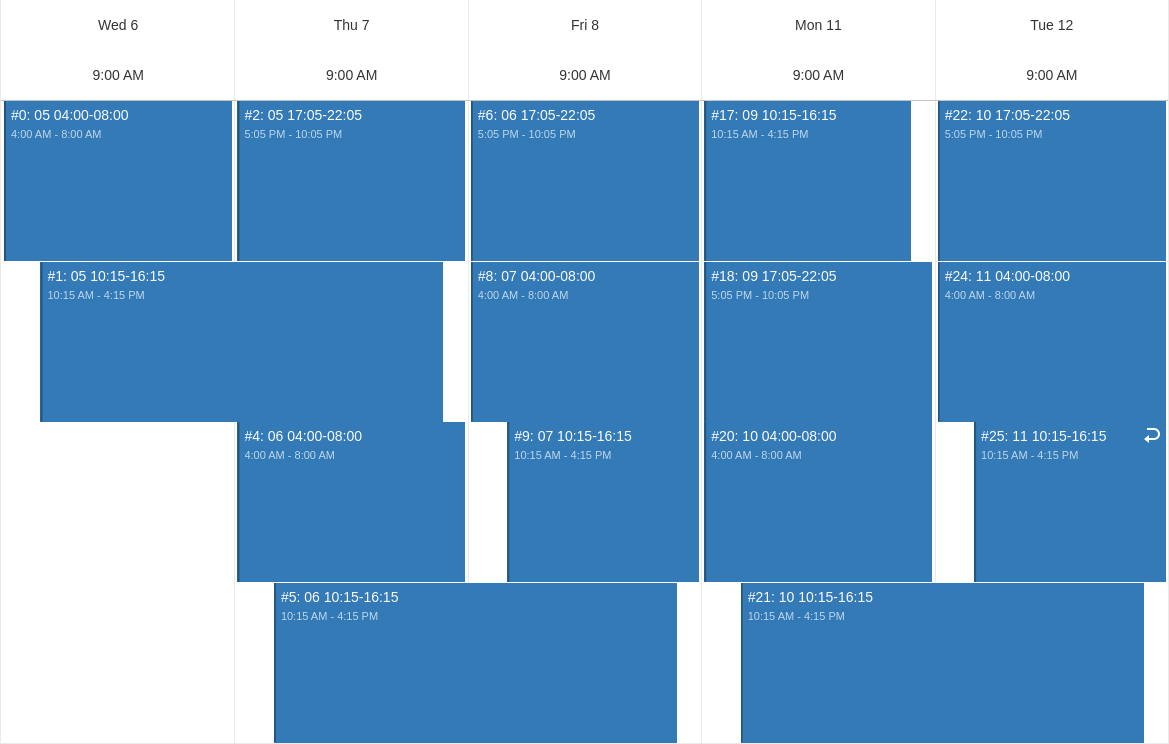 Wed 6
Thu 7
Fri 8
Mon 11
Tue 12
9:00 AM
9:00 AM
9:00 AM
9:00 AM
9:00 AM
#0: 05 04:00-08:00
4:00 AM - 8:00 AM
#2: 05 17:05-22:05
5:05 PM - 10:05 PM
#6: 06 17:05-22:05
5:05 PM - 10:05 PM
#17: 09 10:15-16:15
10:15 AM - 4:15 PM
#22: 10 17:05-22:05
5:05 PM - 10:05 PM
#1: 05 10:15-16:15
10:15 AM - 4:15 PM
#8: 07 04:00-08:00
4:00 AM - 8:00 AM
#18: 09 17:05-22:05
5:05 PM - 10:05 PM
#24: 11 04:00-08:00
4:00 AM - 8:00 AM
#4: 06 04:00-08:00
4:00 AM - 8:00 AM
#9: 07 10:15-16:15
10:15 AM - 4:15 PM
#20: 10 04:00-08:00
4:00 AM - 8:00 AM
#25: 11 10:15-16:15
10:15 AM - 4:15 PM
#5: 06 10:15-16:15
10:15 AM - 4:15 PM
#21: 10 10:15-16:15
10:15 AM - 4:15 PM